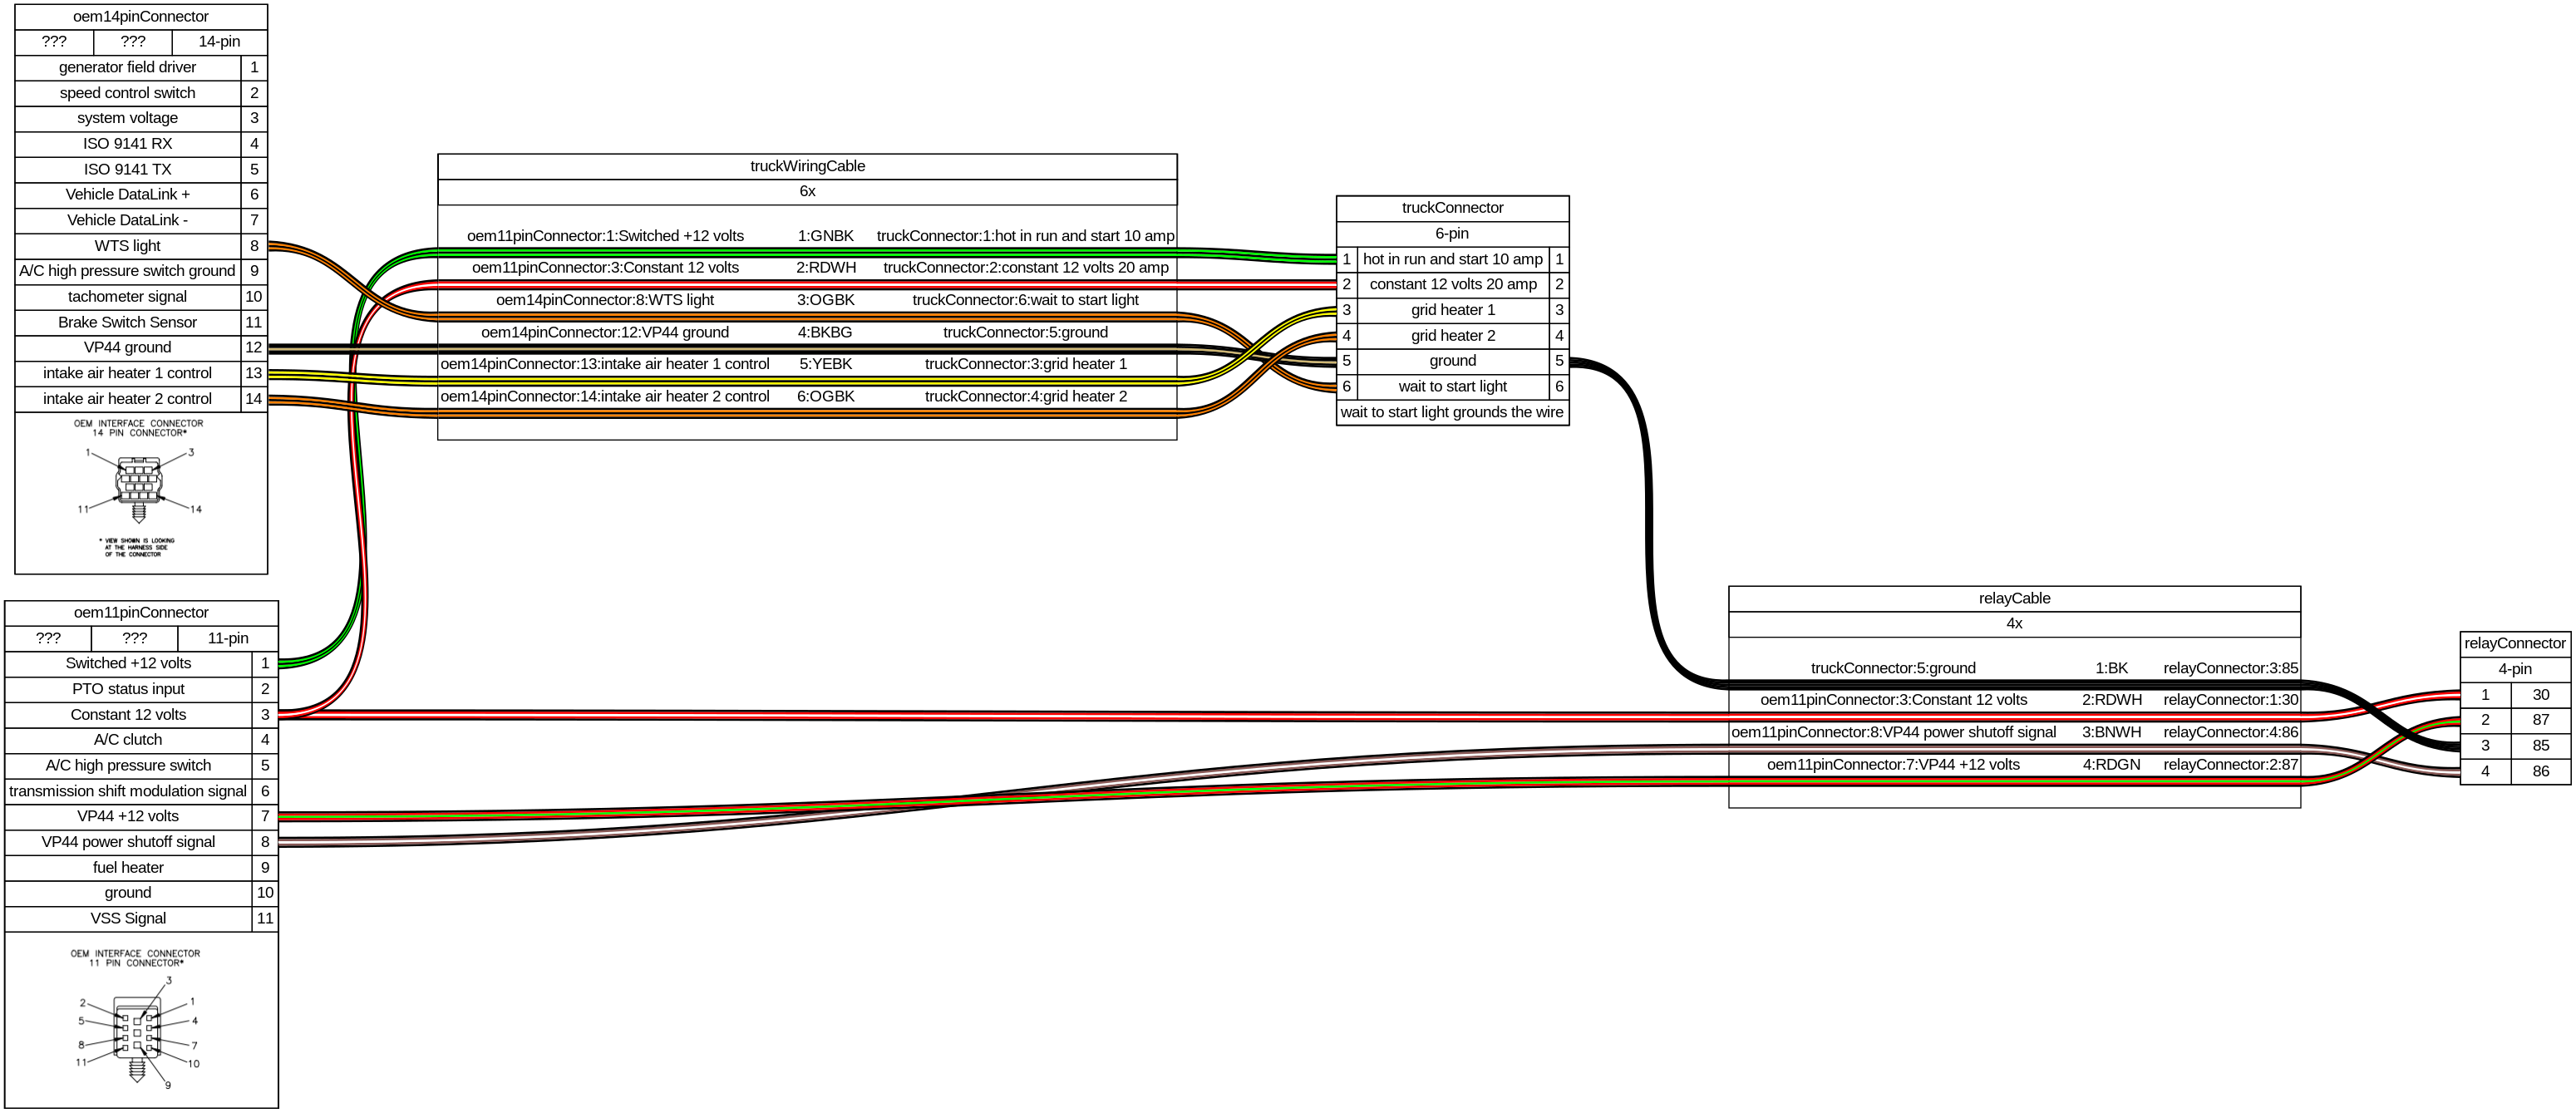 oem14pinConnector
??? ??? 14-pin
generator field driver 1
speed control switch 2
system voltage 3
ISO 9141 RX 4
ISO 9141 TX 5
Vehicle DataLink + 6
Vehicle DataLink - 7
WTS light 8
A/C high pressure switch ground 9
tachometer signal 10
Brake Switch Sensor 11
VP44 ground 12
intake air heater 1 control 13
intake air heater 2 control 14
OEM INTERFACE CONNECTOR
14 PIN CONNECTOR*
1 3
11 14
* VIEW SHOWN IS LOOKING
AT THE HARNESS SIDE
OF THE CONNECTOR
oem11pinConnector
??? ??? 11-pin
Switched +12 volts 1
PTO status input 2
Constant 12 volts 3
A/C clutch 4
A/C high pressure switch 5
transmission shift modulation signal 6
VP44 +12 volts 7
VP44 power shutoff signal 8
fuel heater 9
ground 10
VSS Signal 11
OEM INTERFACE CONNECTOR
11 PIN CONNECTOR*
3
2 1
5 4
8 7
11 10
9
truckWiringCable
6x
oem11pinConnector:1:Switched +12 volts 1:GNBK truckConnector:1:hot in run and start 10 amp
oem11pinConnector:3:Constant 12 volts 2:RDWH truckConnector:2:constant 12 volts 20 amp
oem14pinConnector:8:WTS light 3:OGBK truckConnector:6:wait to start light
oem14pinConnector:12:VP44 ground 4:BKBG truckConnector:5:ground
oem14pinConnector:13:intake air heater 1 control 5:YEBK truckConnector:3:grid heater 1
oem14pinConnector:14:intake air heater 2 control 6:OGBK truckConnector:4:grid heater 2
truckConnector
6-pin
1 hot in run and start 10 amp 1
2 constant 12 volts 20 amp 2
3 grid heater 1 3
4 grid heater 2 4
5 ground 5
6 wait to start light 6
wait to start light grounds the wire
relayCable
4x
truckConnector:5:ground 1:BK relayConnector:3:85
oem11pinConnector:3:Constant 12 volts 2:RDWH relayConnector:1:30
oem11pinConnector:8:VP44 power shutoff signal 3:BNWH relayConnector:4:86
oem11pinConnector:7:VP44 +12 volts 4:RDGN relayConnector:2:87
relayConnector
4-pin
1 30
2 87
3 85
4 86